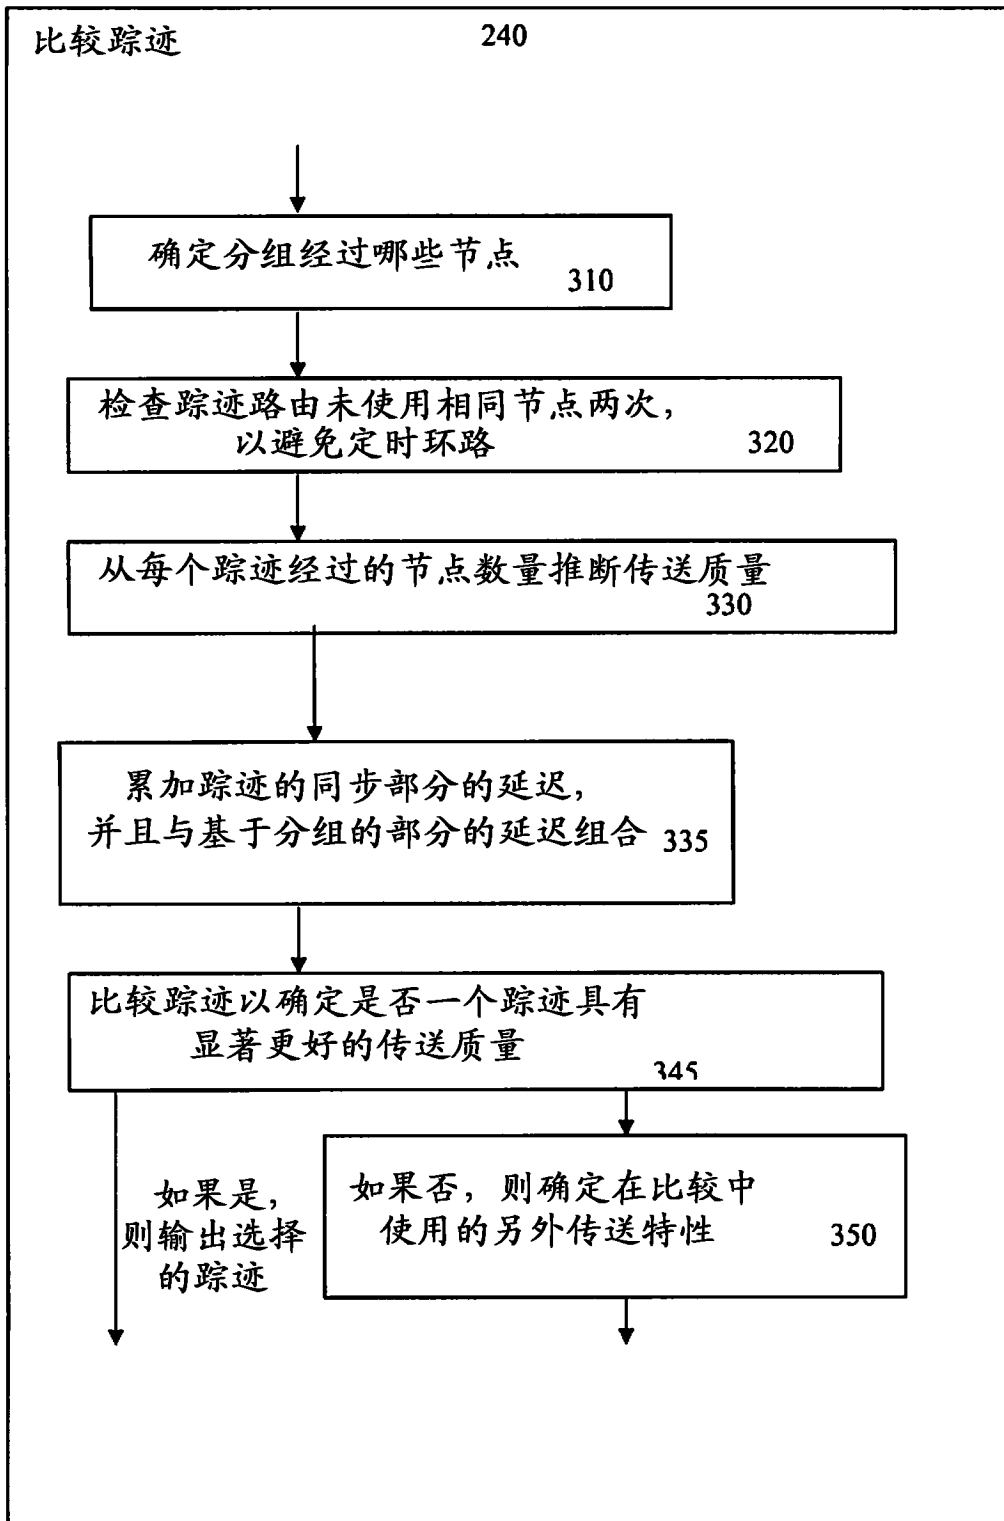 比较踪迹 240
确定分组经过哪些节点
310
检查踪迹路由未使用相同节点两次，
以避免定时环路 320
从每个踪迹经过的节点数量推断传送质量
330
累加踪迹的同步部分的延迟，
并且与基于分组的部分的延迟组合 335
比较踪迹以确定是否一个踪迹具有
显著更好的传送质量
345
如果是，
则输出选择
的踪迹
如果否，则确定在比较中
使用的另外传送特性 350